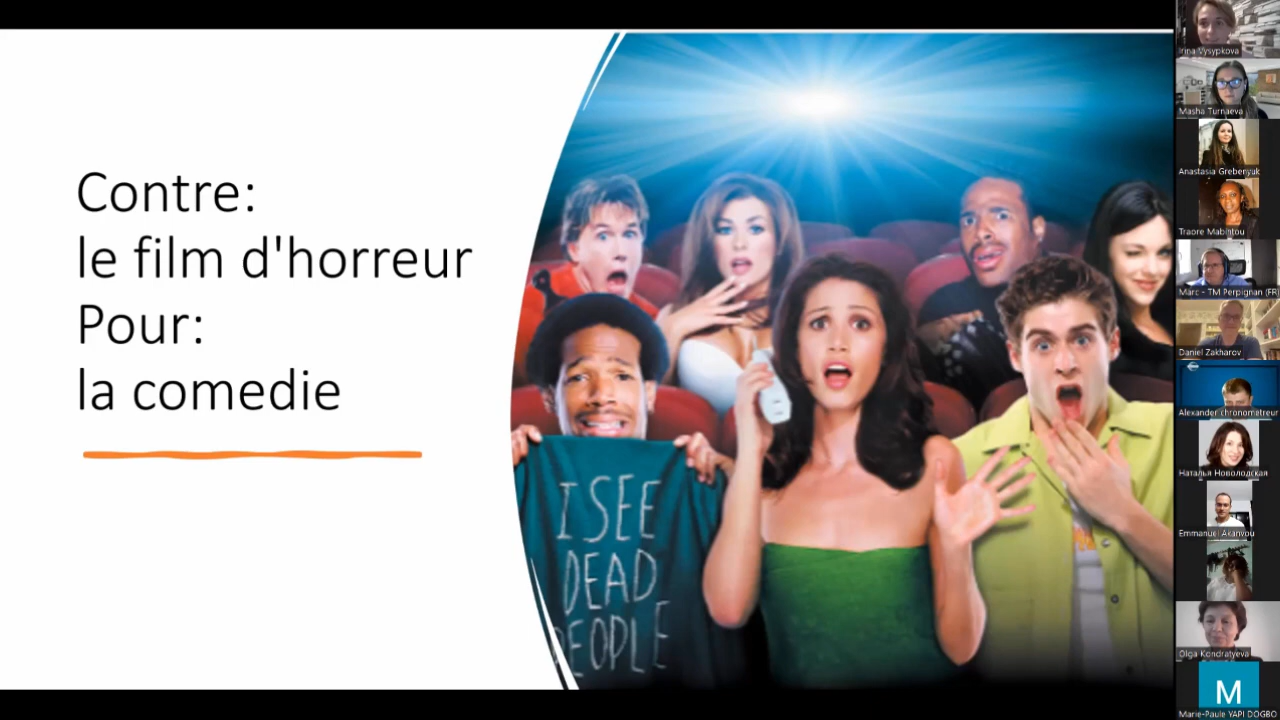 Contre:
le film d'horreur
Pour:
la comedie
I SEE
DEAD
PEOPLE
Irina Vysypkova
Masha Turnaeva
Anastasia Grebenyuk
Traore Mabintou
Marc - TM Perpignan (FR)
Daniel Zakharov
Alexander chronomatreur
Наталья Новолодская
Emmanuel Akanvou
Olga Kondratyeva
M
Marie-Paule YAPI DOGBO